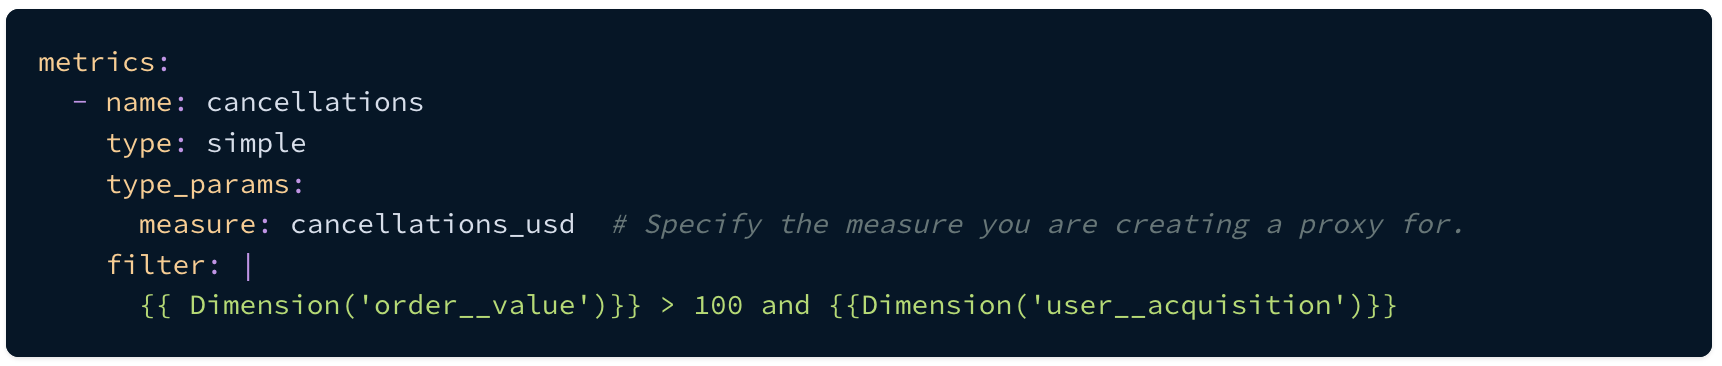 metrics:
  - name: cancellations
    type: simple
    type_params:
      measure: cancellations_usd  # Specify the measure you are creating a proxy for.
    filter: |
      {{ Dimension('order__value')}} > 100 and {{Dimension('user__acquisition')}}